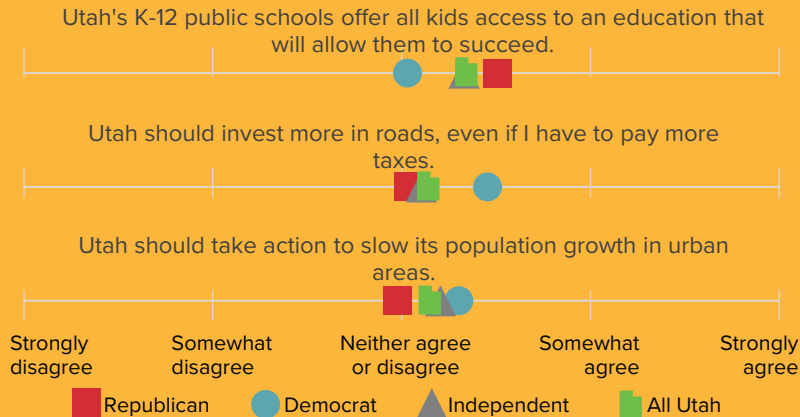 Utah's K-12 public schools offer all kids access to an education that
will allow them to succeed.
Utah should invest more in roads, even if I have to pay more
taxes.
Utah should take action to slow its population growth in urban
areas.
Strongly disagree
Somewhat disagree
Neither agree or disagree
Somewhat agree
Strongly agree
Republican
Democrat
Independent
All Utah